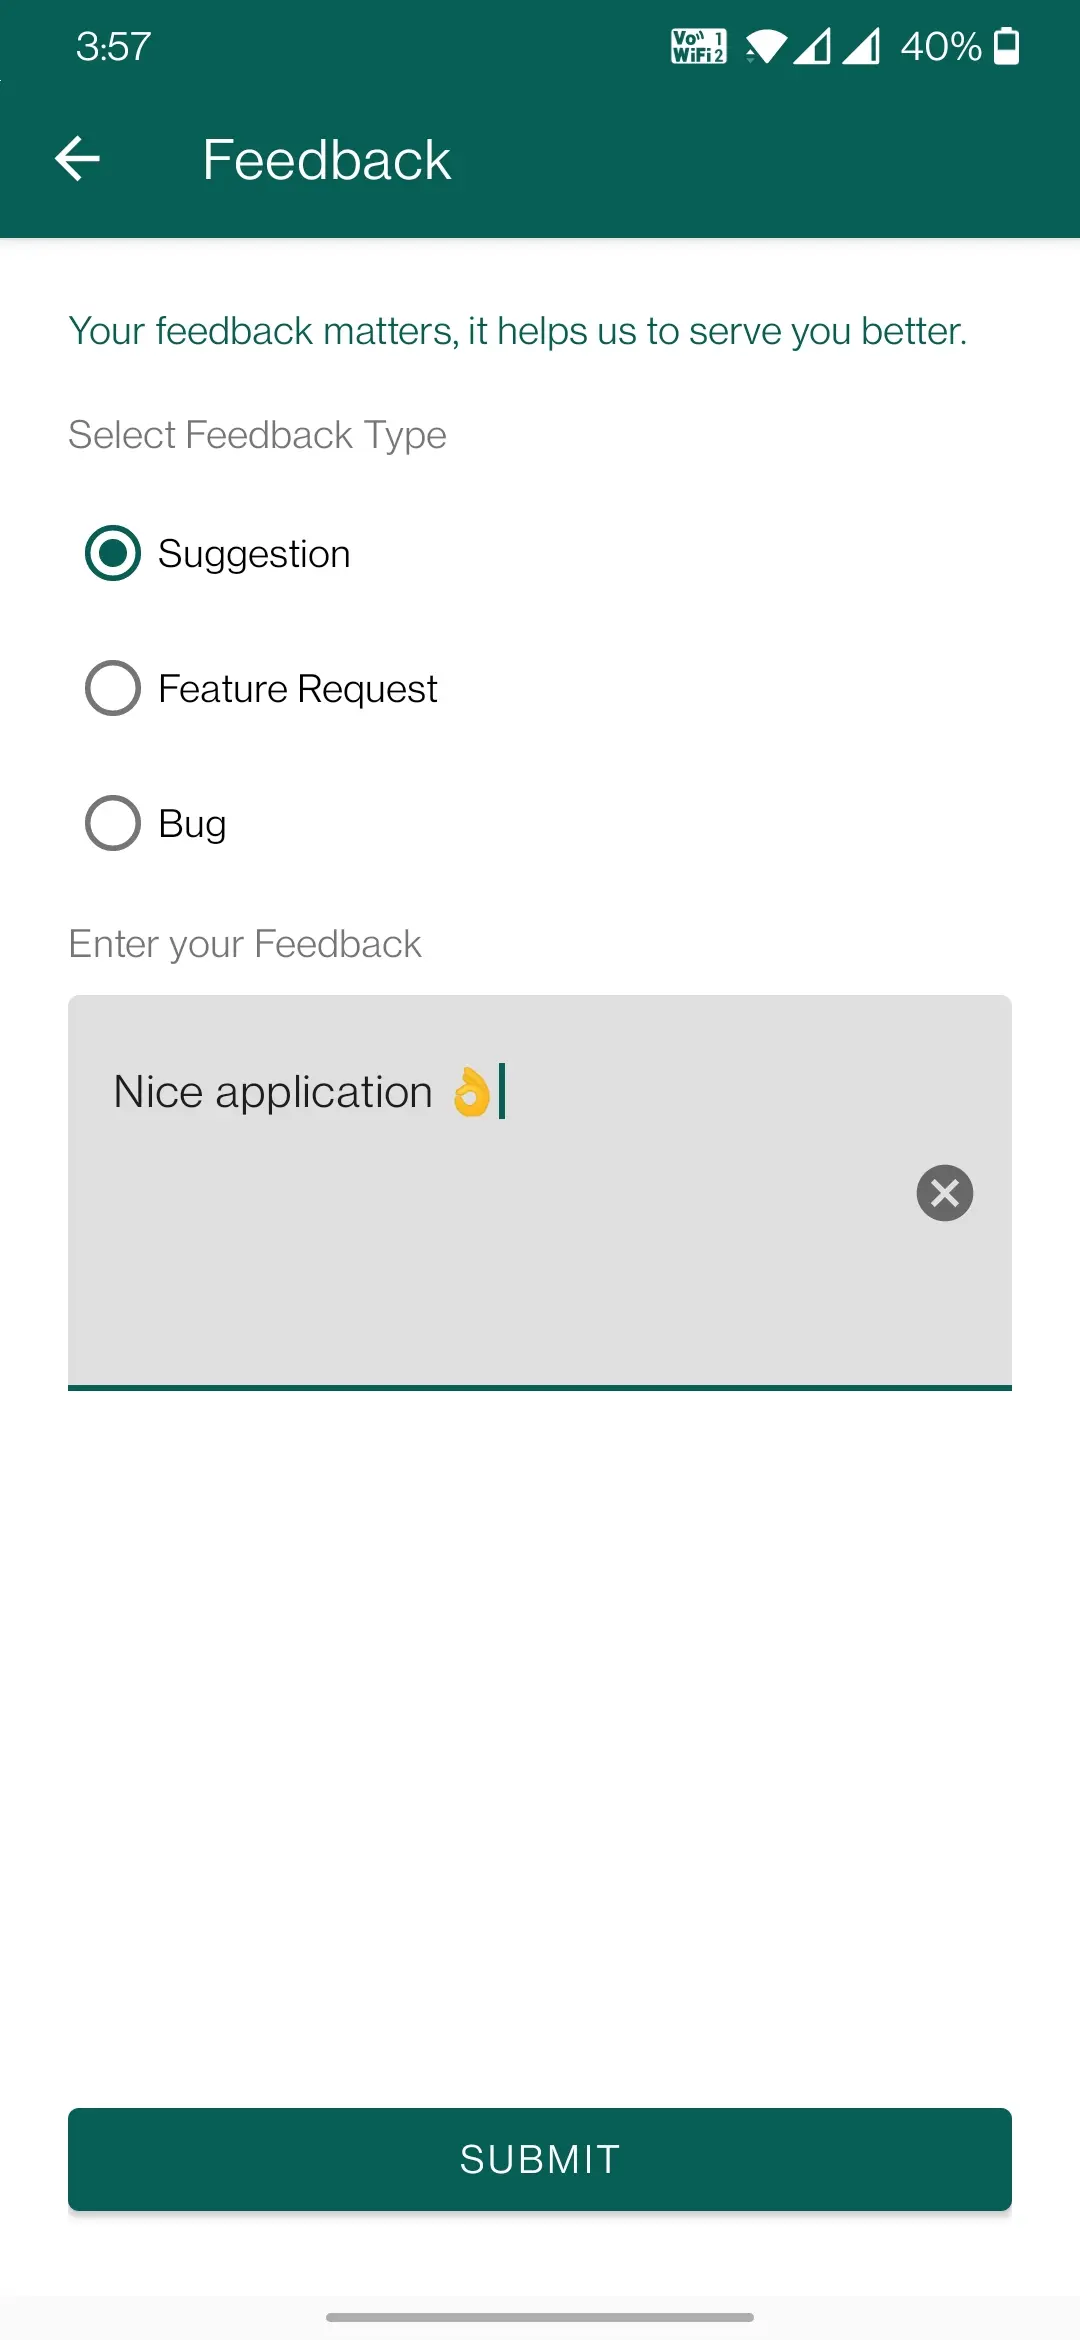 3:57
Vo 1
WiFi 2
40%
Feedback
Your feedback matters, it helps us to serve you better.
Select Feedback Type
Suggestion
Feature Request
Bug
Enter your Feedback
Nice application 👌
SUBMIT